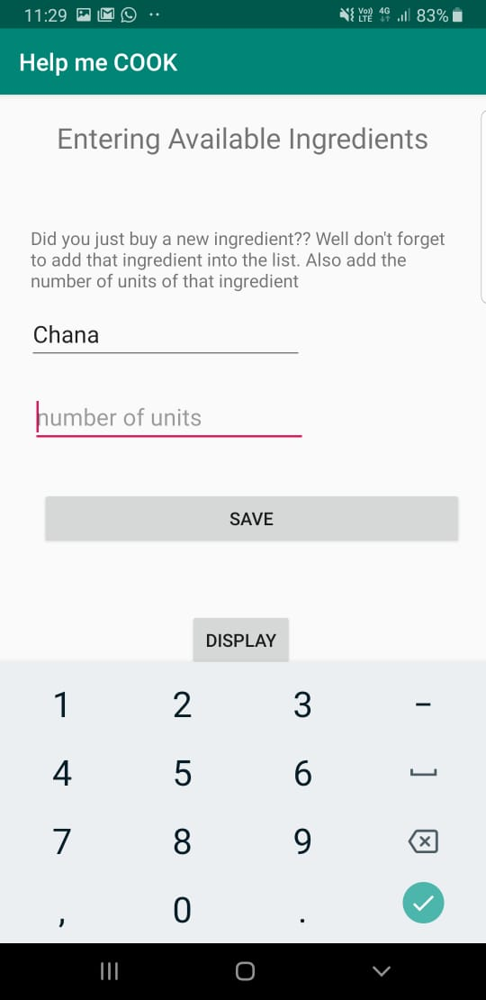 11:29 Vo)) LTE 4G 83%
Help me COOK
Entering Available Ingredients
Did you just buy a new ingredient?? Well don't forget
to add that ingredient into the list. Also add the
number of units of that ingredient
Chana
number of units
SAVE
DISPLAY
1 2 3 -
4 5 6
7 8 9
, 0 .